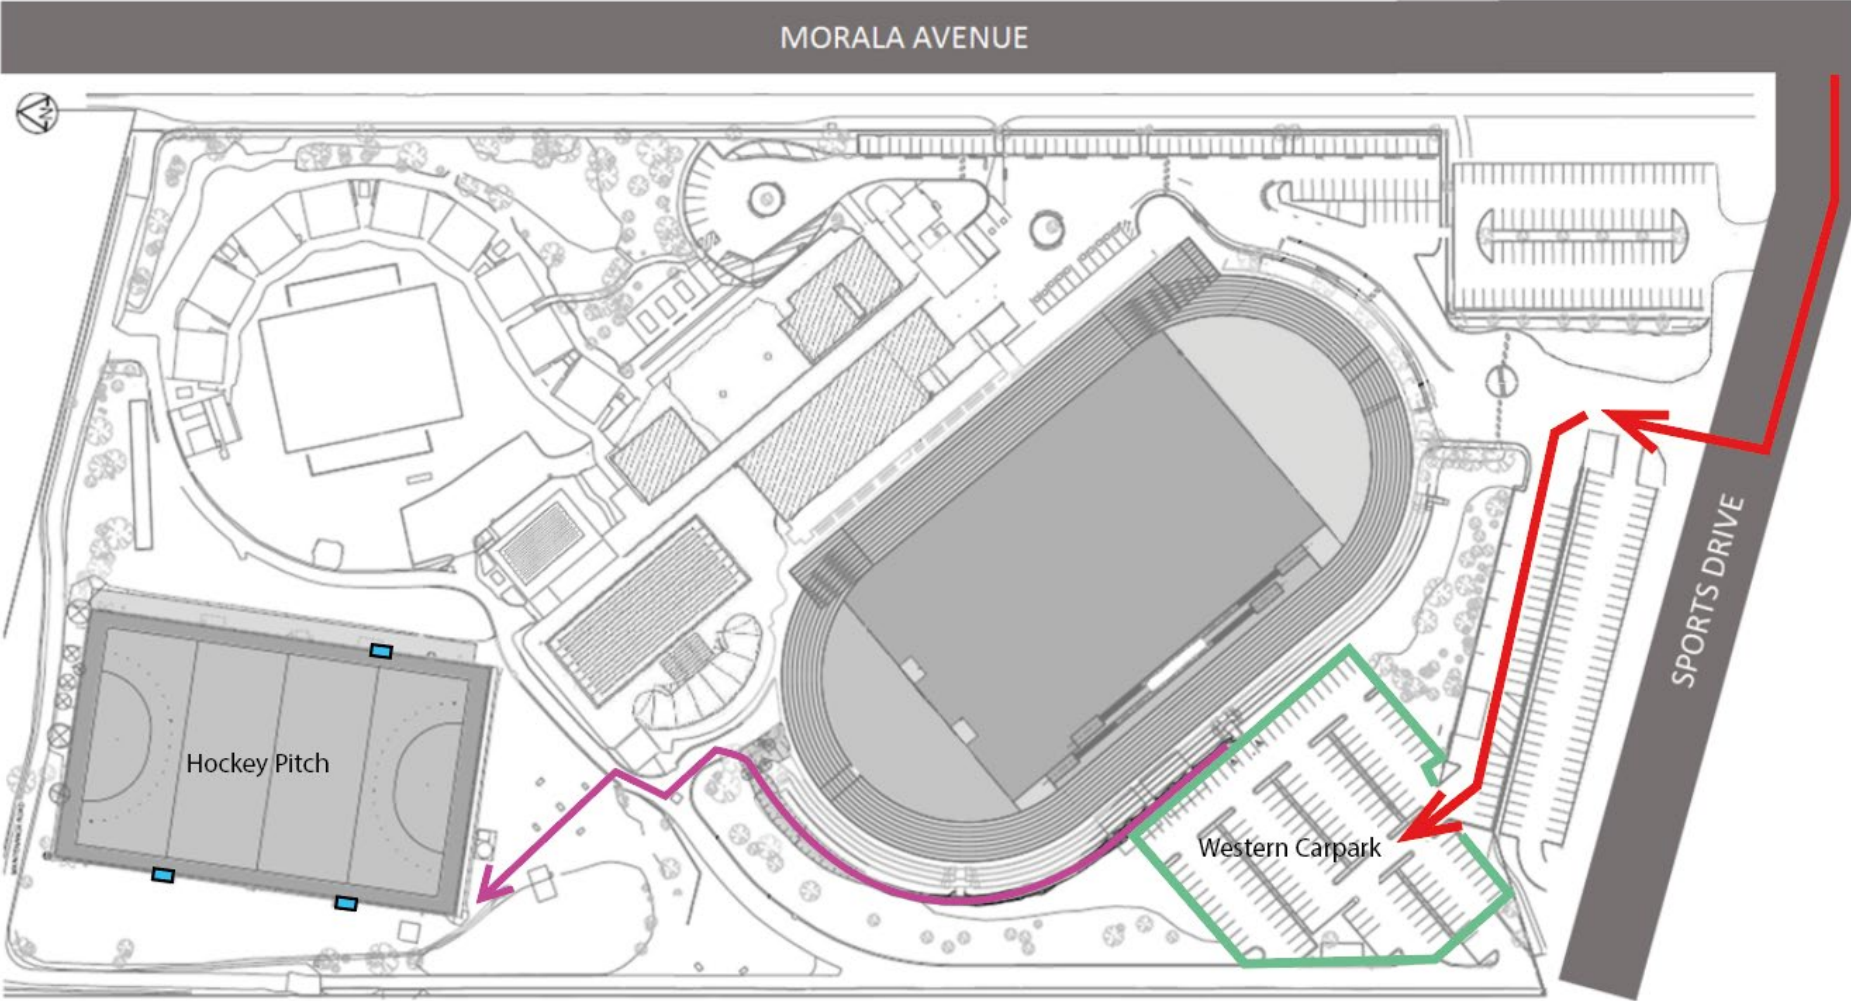 MORALA AVENUE
N
SPORTS DRIVE
Hockey Pitch
Western Carpark